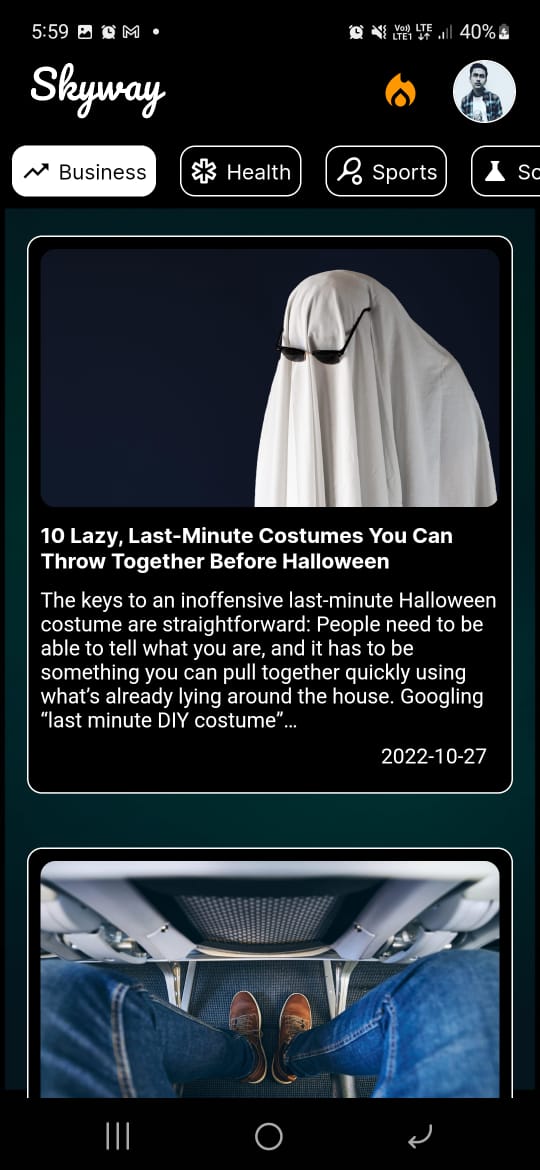 5:59
Vo) LTE
LTE1
40%
Skyway
Business
Health
Sports
Sc
10 Lazy, Last-Minute Costumes You Can
Throw Together Before Halloween
The keys to an inoffensive last-minute Halloween
costume are straightforward: People need to be
able to tell what you are, and it has to be
something you can pull together quickly using
what’s already lying around the house. Googling
“last minute DIY costume”…
2022-10-27